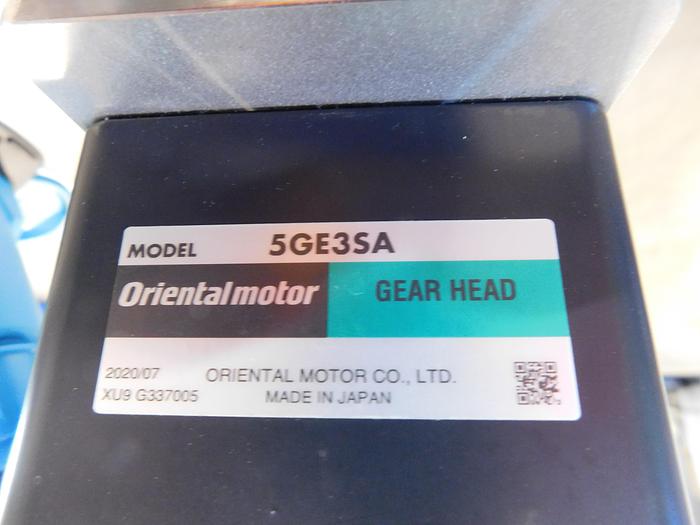 MODEL 5GE3SA
Orientalmotor GEAR HEAD
2020/07 ORIENTAL MOTOR CO., LTD.
XU9 G337005 MADE IN JAPAN